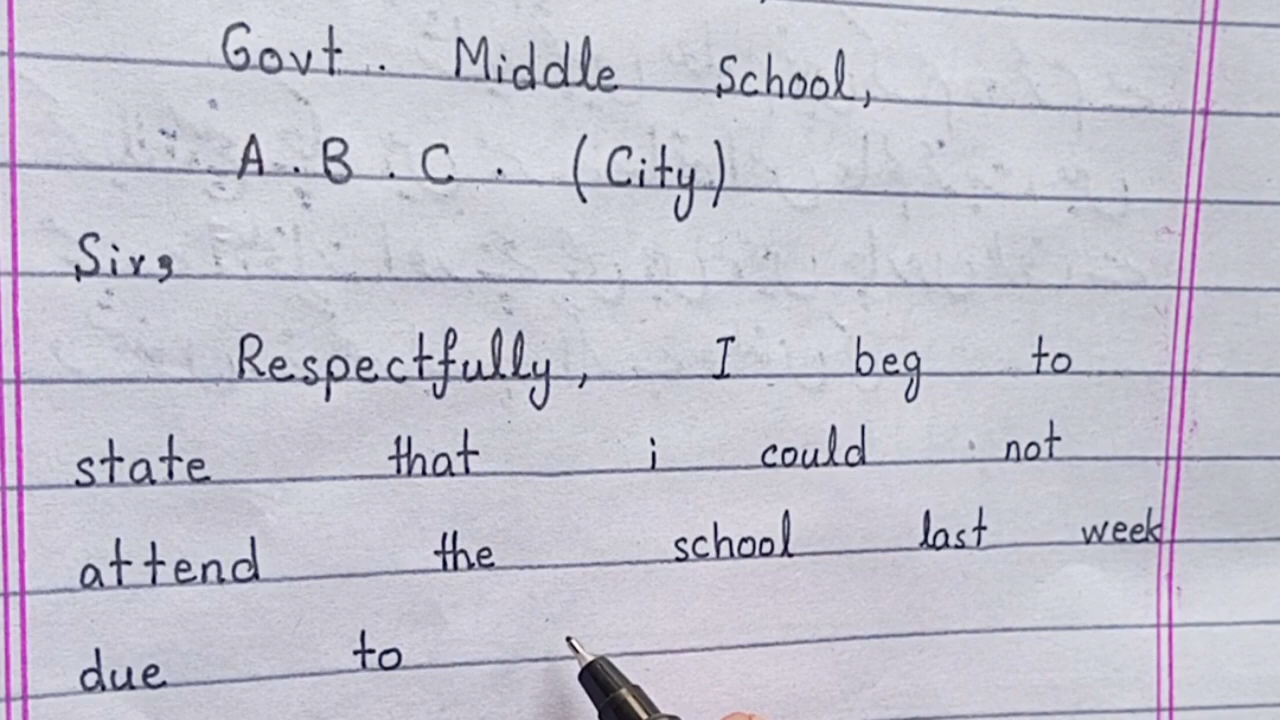 Govt. Middle School,
A.B.C. (City)
Sir,
Respectfully, I beg to
state that i could not
attend the school last week
due to